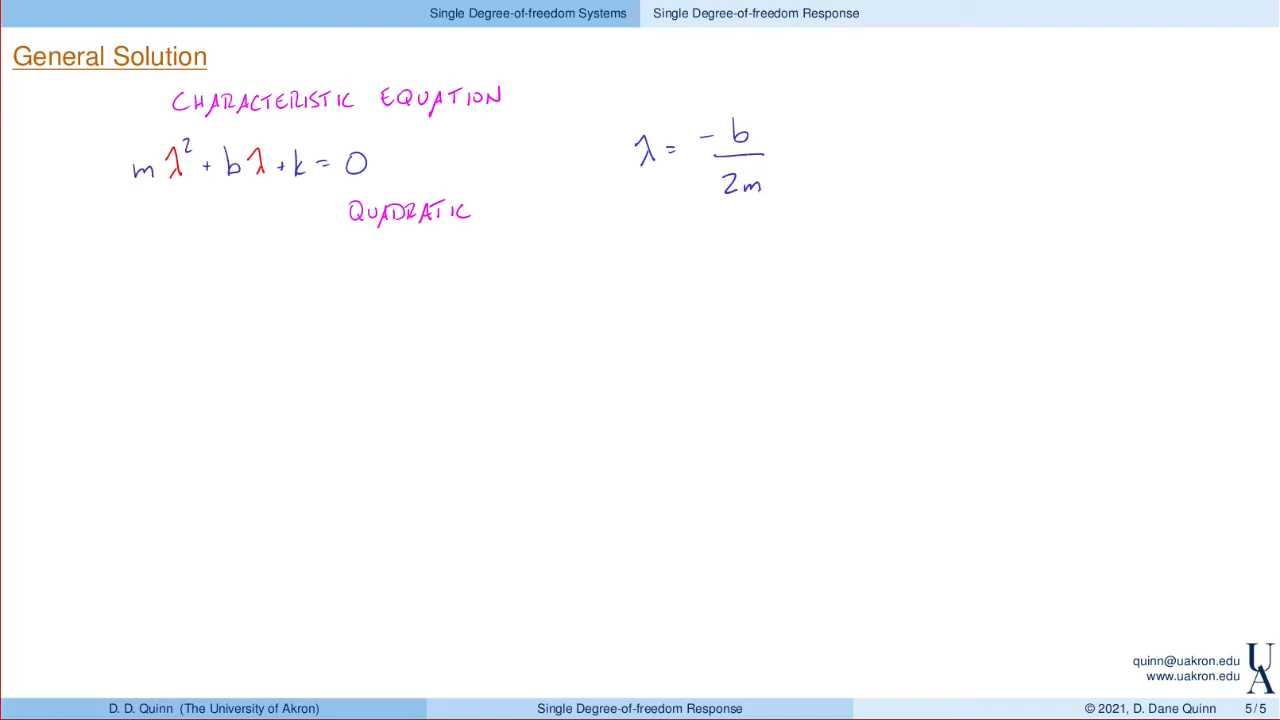 Single Degree-of-freedom Systems Single Degree-of-freedom Response
General Solution
CHARACTERISTIC EQUATION
mλ² + bλ + k = 0
QUADRATIC
λ = - b / 2m
quinn@uakron.edu
www.uakron.edu
UA
D. D. Quinn (The University of Akron) Single Degree-of-freedom Response © 2021, D. Dane Quinn 5/5